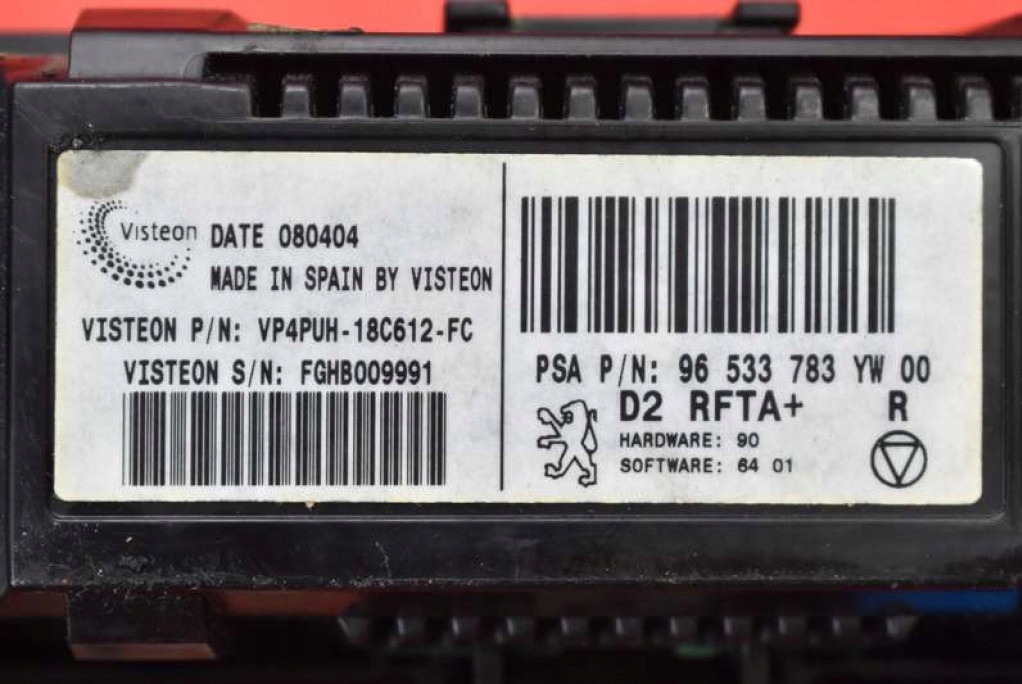 Visteon DATE 080404
MADE IN SPAIN BY VISTEON
VISTEON P/N: VP4PUH-18C612-FC
VISTEON S/N: FGHB009991
PSA P/N: 96 533 783 YW 00
D2 RFTA+ R
HARDWARE: 90
SOFTWARE: 64 01